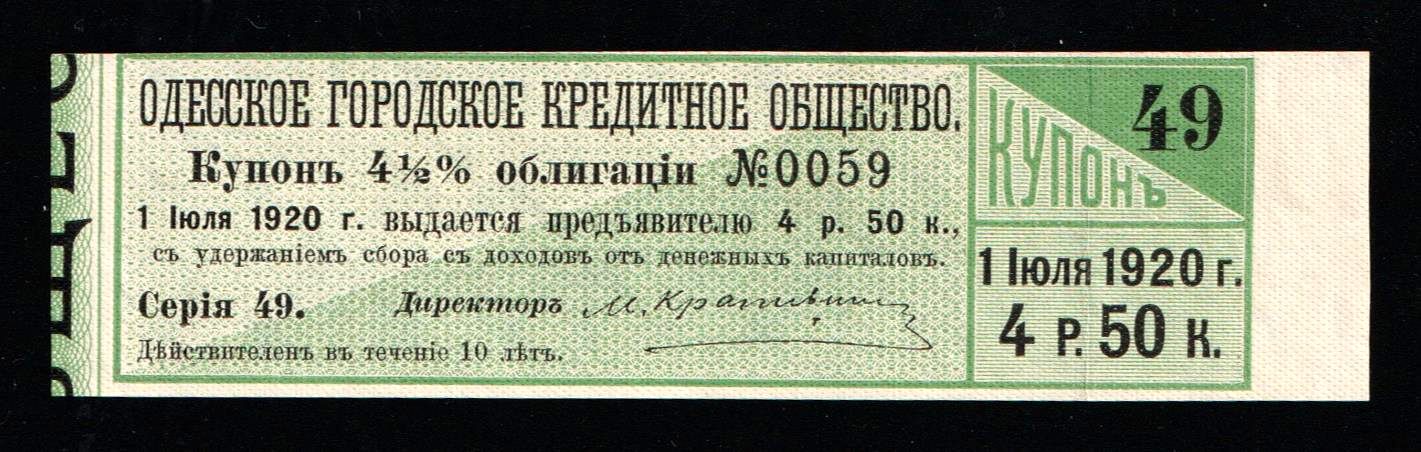 ОДЕССКОЕ ГОРОДСКОЕ КРЕДИТНОЕ ОБЩЕСТВО.
Купонъ 4½% облигаціи №0059
1 Іюля 1920 г. выдается предъявителю 4 р. 50 к.,
съ удержаніемъ сбора съ доходовъ отъ денежныхъ капиталовъ.
Серія 49. Директоръ
Дѣйствителенъ въ теченіе 10 лѣтъ.
49
КУПОНЪ
1 Іюля 1920 г.
4 Р. 50 К.